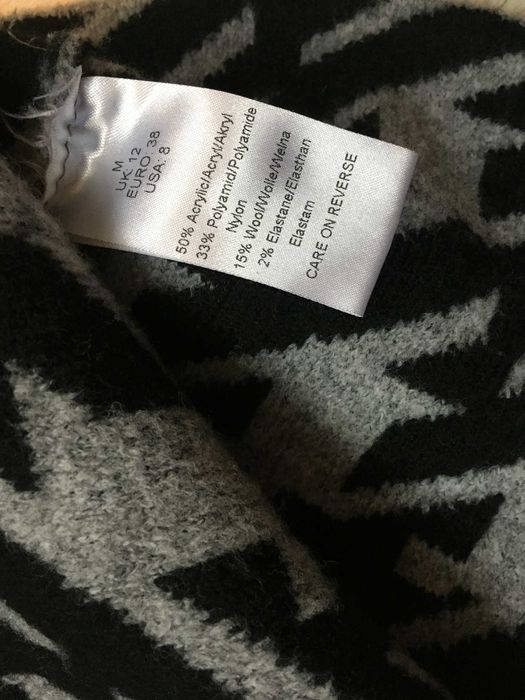 M
UK: 12
EURO: 38
USA: 8
50% Acrylic/Acryl/Akryl
33% Polyamid/Polyamide
Nylon
15% Wool/Wolle/Welna
2% Elastane/Elasthan
Elastam
CARE ON REVERSE